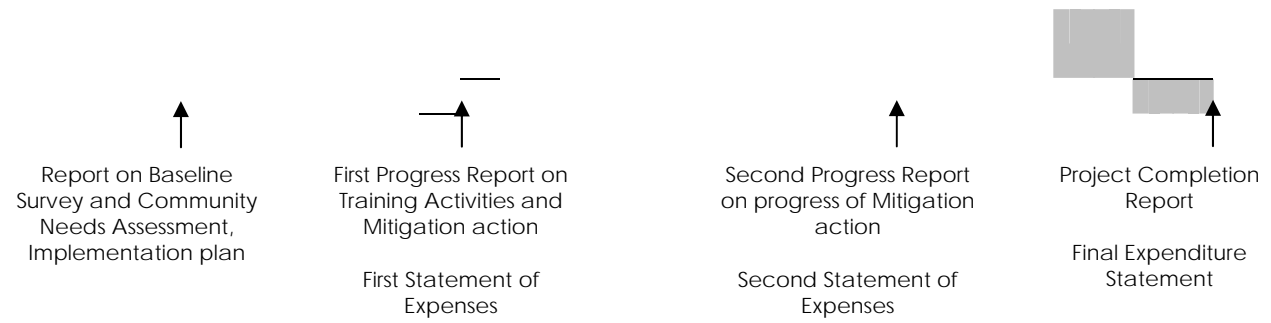 Report on Baseline
Survey and Community
Needs Assessment,
Implementation plan
First Progress Report on
Training Activities and
Mitigation action
First Statement of
Expenses
Second Progress Report
on progress of Mitigation
action
Second Statement of
Expenses
Project Completion
Report
Final Expenditure
Statement